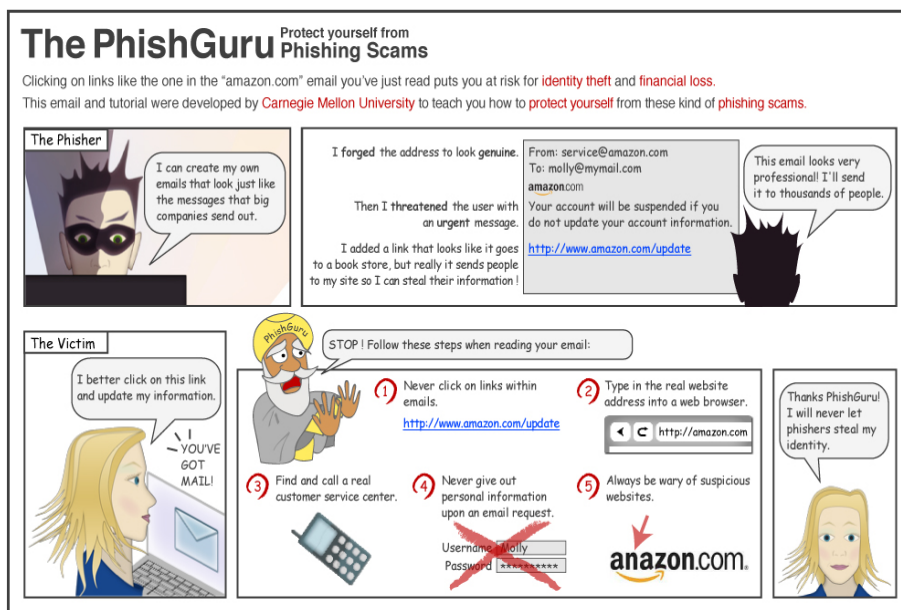 The PhishGuru Protect yourself from
Phishing Scams
Clicking on links like the one in the “amazon.com” email you’ve just read puts you at risk for identity theft and financial loss.
This email and tutorial were developed by Carnegie Mellon University to teach you how to protect yourself from these kind of phishing scams.
The Phisher
I can create my own
emails that look just like
the messages that big
companies send out.
I forged the address to look genuine.
From: service@amazon.com
To: molly@mymail.com
amazon.com
Then I threatened the user with
an urgent message.
Your account will be suspended if you
do not update your account information.
I added a link that looks like it goes
to a book store, but really it sends people
to my site so I can steal their information !
http://www.amazon.com/update
This email looks very
professional! I'll send
it to thousands of people.
The Victim
I better click on this link
and update my information.
YOU'VE
GOT
MAIL!
PhishGuru
STOP ! Follow these steps when reading your email:
1 Never click on links within
emails.
http://www.amazon.com/update
2 Type in the real website
address into a web browser.
http://amazon.com
3 Find and call a real
customer service center.
4 Never give out
personal information
upon an email request.
Username Molly
Password **********
5 Always be wary of suspicious
websites.
anazon.com
Thanks PhishGuru!
I will never let
phishers steal my
identity.